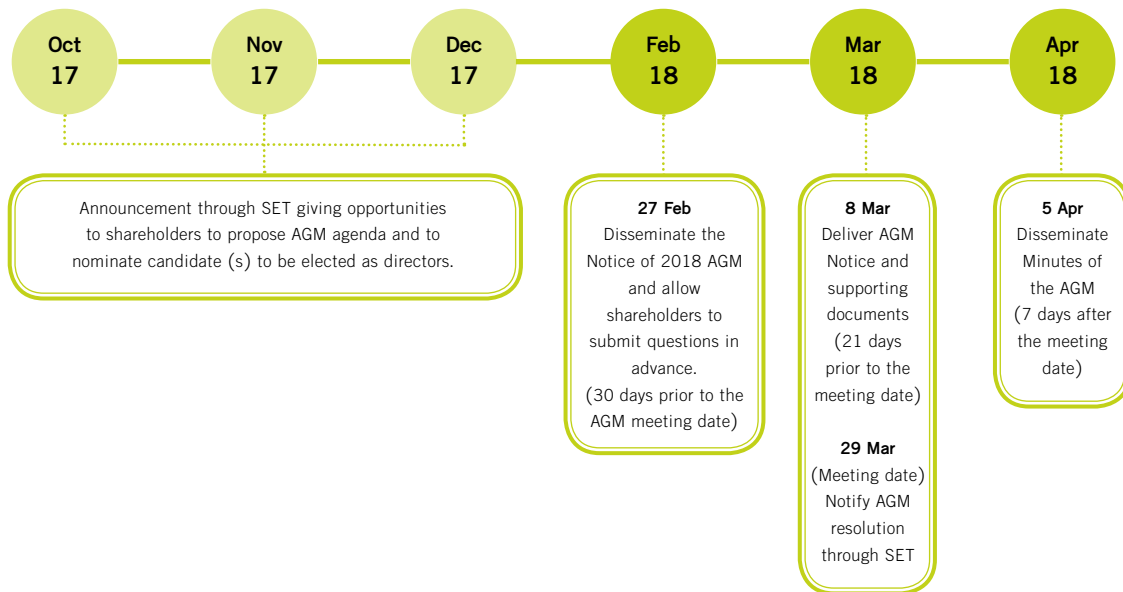 Oct
17
Nov
17
Dec
17
Feb
18
Mar
18
Apr
18
Announcement through SET giving opportunities
to shareholders to propose AGM agenda and to
nominate candidate (s) to be elected as directors.
27 Feb
Disseminate the
Notice of 2018 AGM
and allow
shareholders to
submit questions in
advance.
(30 days prior to the
AGM meeting date)
8 Mar
Deliver AGM
Notice and
supporting
documents
(21 days
prior to the
meeting date)
29 Mar
(Meeting date)
Notify AGM
resolution
through SET
5 Apr
Disseminate
Minutes of
the AGM
(7 days after
the meeting
date)